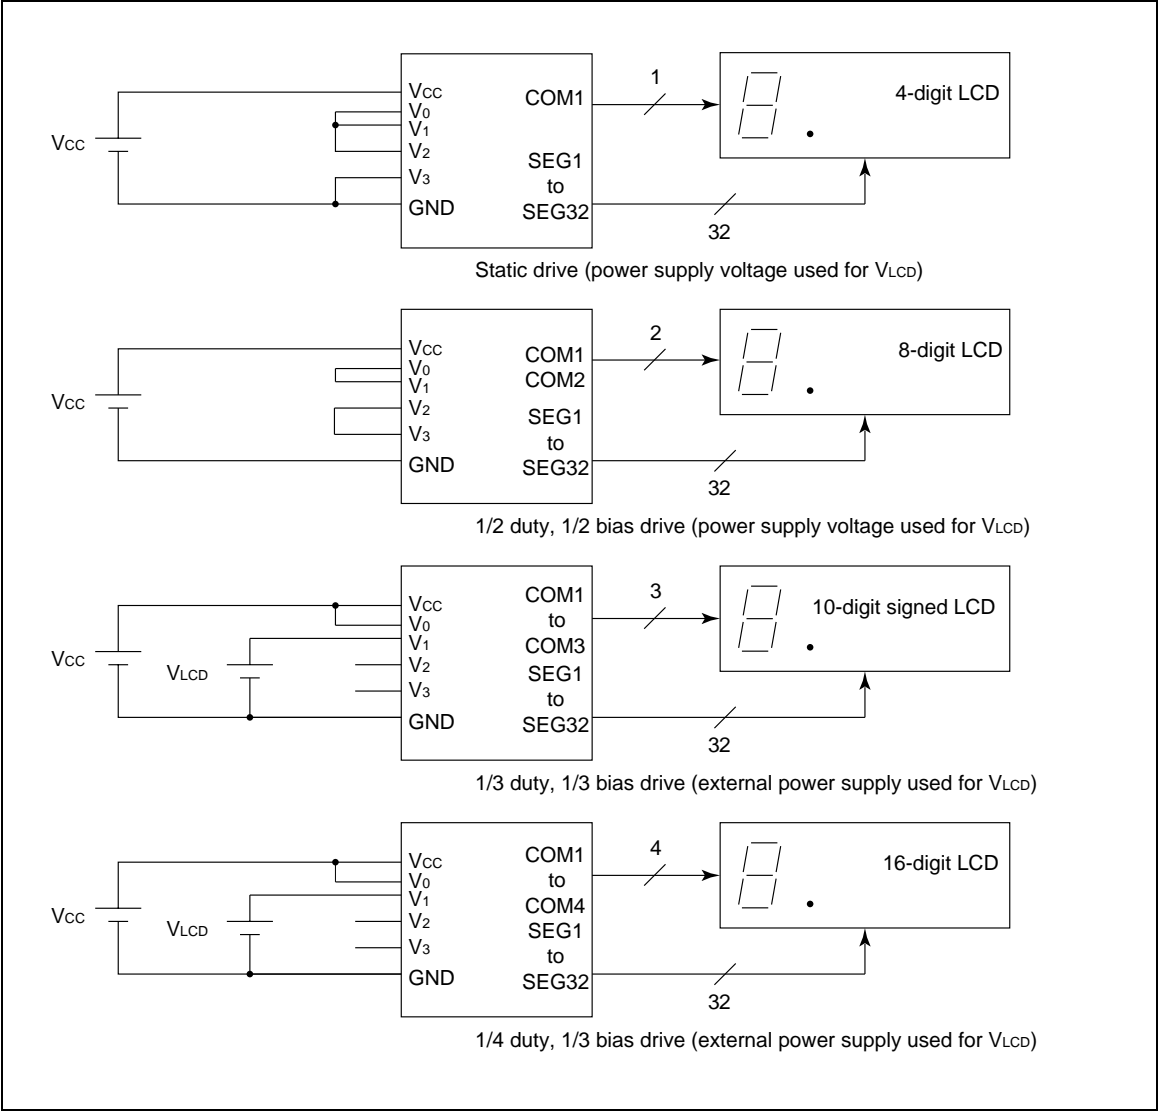 VCC
VCC
V0
V1
V2
V3
GND
COM1
SEG1
to
SEG32
1
32
4-digit LCD
Static drive (power supply voltage used for VLCD)
VCC
VCC
V0
V1
V2
V3
GND
COM1
COM2
SEG1
to
SEG32
2
32
8-digit LCD
1/2 duty, 1/2 bias drive (power supply voltage used for VLCD)
VCC
VLCD
VCC
V0
V1
V2
V3
GND
COM1
to
COM3
SEG1
to
SEG32
3
32
10-digit signed LCD
1/3 duty, 1/3 bias drive (external power supply used for VLCD)
VCC
VLCD
VCC
V0
V1
V2
V3
GND
COM1
to
COM4
SEG1
to
SEG32
4
32
16-digit LCD
1/4 duty, 1/3 bias drive (external power supply used for VLCD)